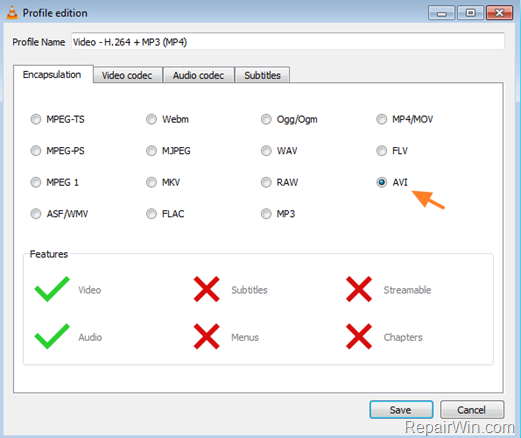 Profile edition
Profile Name Video - H.264 + MP3 (MP4)
Encapsulation Video codec Audio codec Subtitles
MPEG-TS Webm Ogg/Ogm MP4/MOV
MPEG-PS MJPEG WAV FLV
MPEG 1 MKV RAW AVI
ASF/WMV FLAC MP3
Features
Video Subtitles Streamable
Audio Menus Chapters
Save Cancel
RepairWin.com